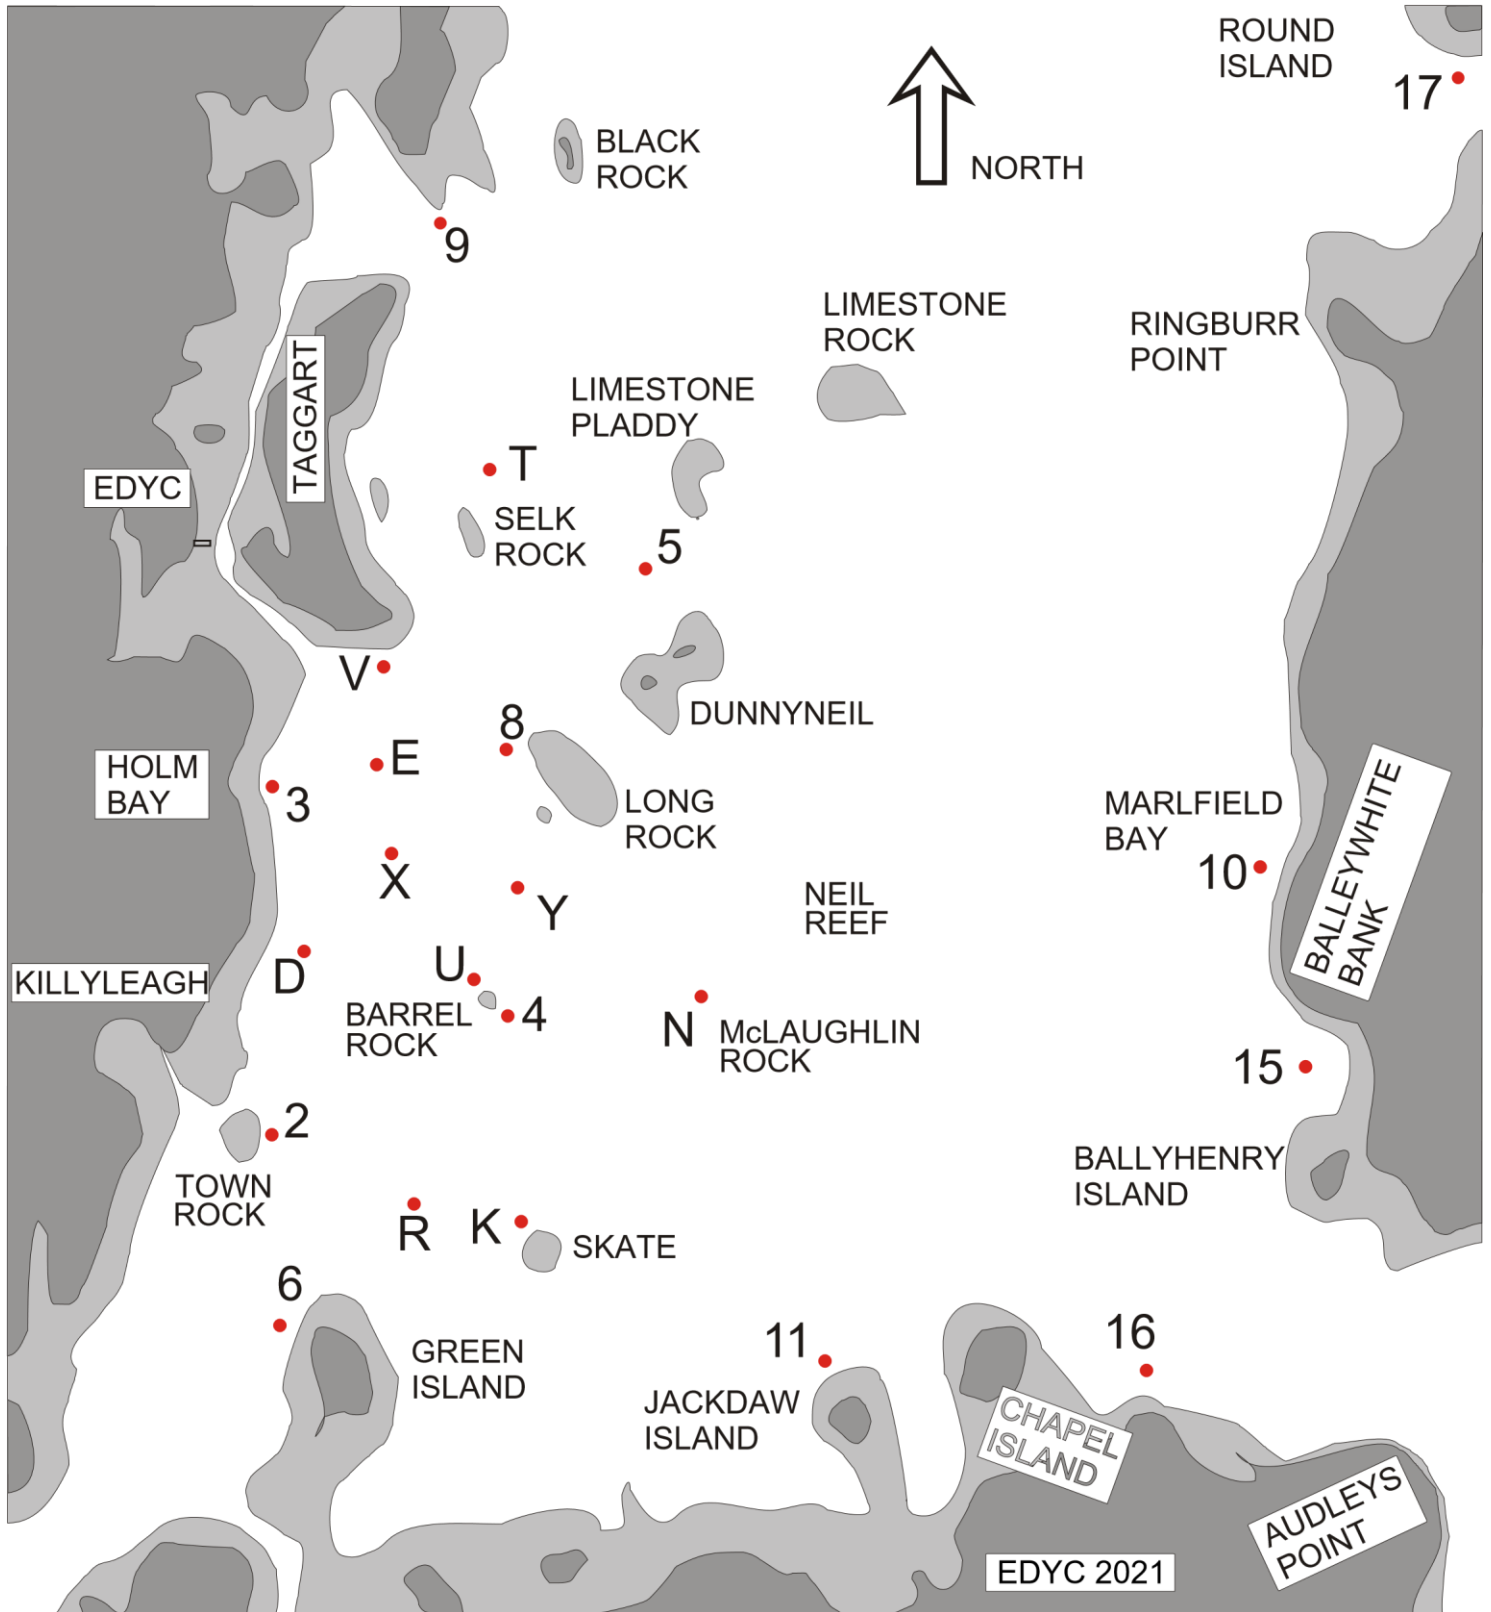 ROUND
ISLAND
17
BLACK
ROCK
NORTH
9
LIMESTONE
ROCK
RINGBURR
POINT
TAGGART
LIMESTONE
PLADDY
T
EDYC
SELK
ROCK
5
V
DUNNYNEIL
8
E
HOLM
BAY
3
LONG
ROCK
MARLFIELD
BAY
BALLEYWHITE
BANK
X
10
Y
NEIL
REEF
D
U
KILLYLEAGH
BARREL
ROCK
4
N
McLAUGHLIN
ROCK
15
2
TOWN
ROCK
BALLYHENRY
ISLAND
R
K
SKATE
6
GREEN
ISLAND
11
16
JACKDAW
ISLAND
CHAPEL
ISLAND
AUDLEYS
POINT
EDYC 2021